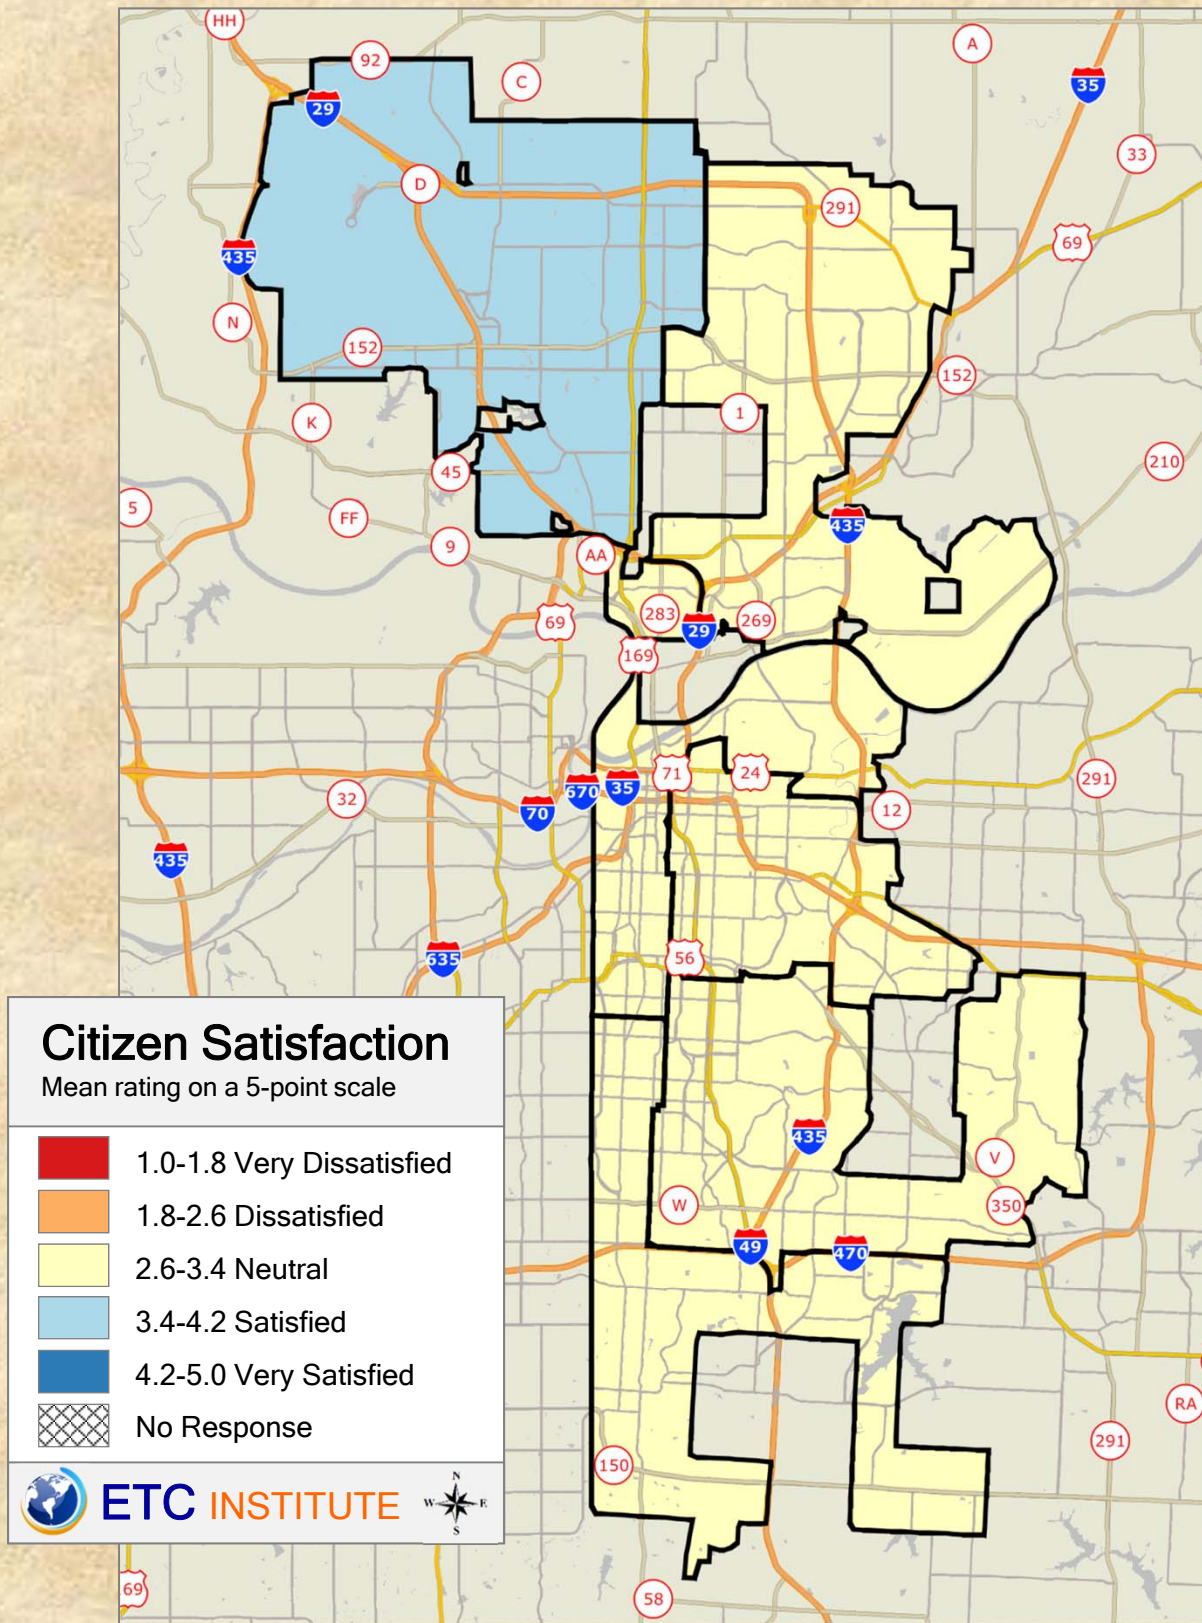 HH
92
C
A
29
35
33
D
291
69
435
N
152
152
K
1
45
210
5
FF
435
9
AA
283
69
29
269
169
71
24
670
35
291
32
70
12
435
56
635
Citizen Satisfaction
Mean rating on a 5-point scale
1.0-1.8 Very Dissatisfied
1.8-2.6 Dissatisfied
2.6-3.4 Neutral
3.4-4.2 Satisfied
4.2-5.0 Very Satisfied
No Response
ETC INSTITUTE
N
W E
S
435
V
W
350
49
470
RA
291
150
69
58